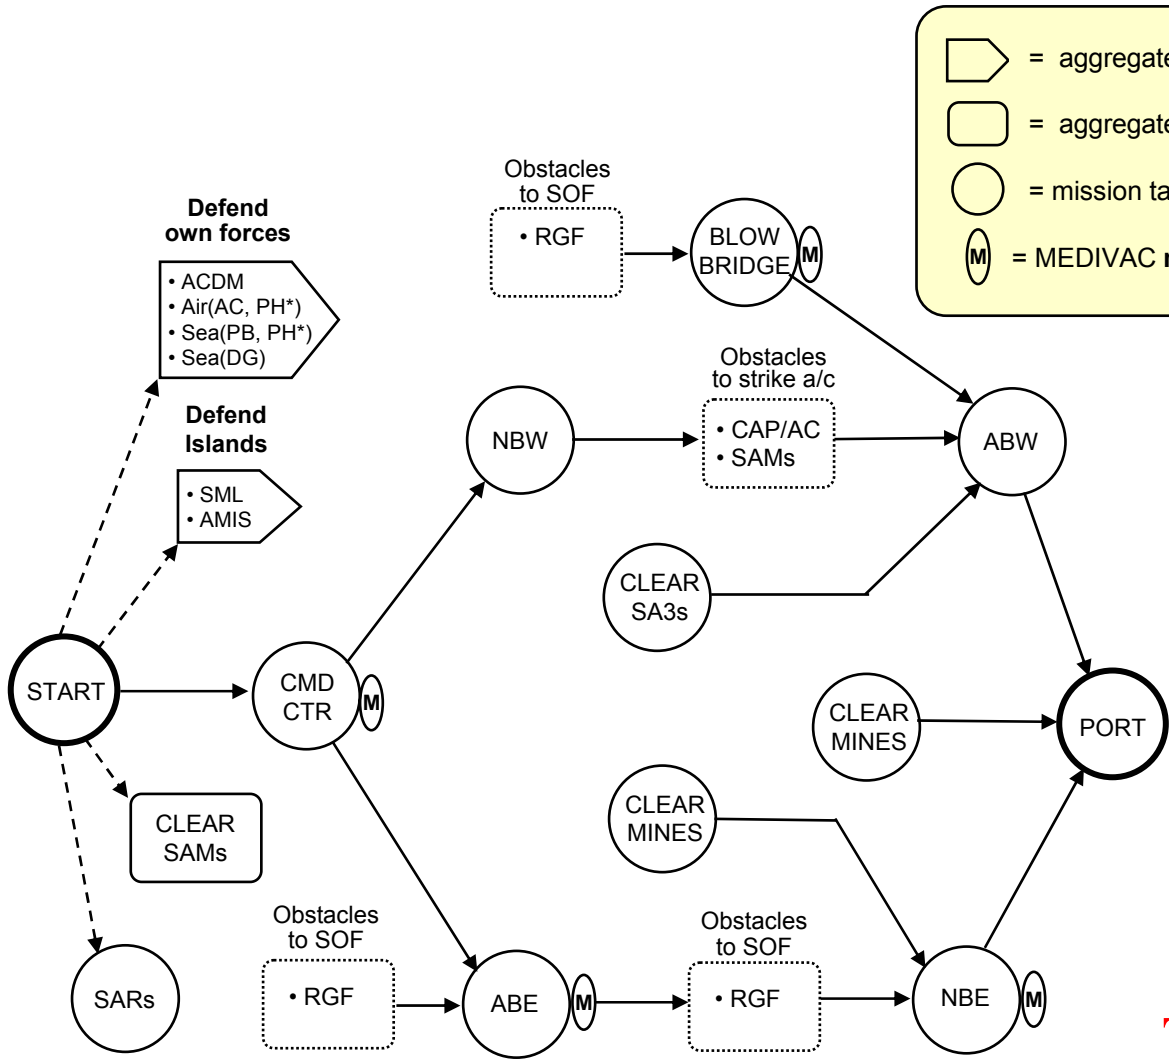 = aggregate
= aggregate
= mission ta
M = MEDIVAC
Obstacles
to SOF
• RGF
BLOW
BRIDGE
M
Defend
own forces
• ACDM
• Air(AC, PH*)
• Sea(PB, PH*)
• Sea(DG)
Obstacles
to strike a/c
• CAP/AC
• SAMs
NBW
ABW
Defend
Islands
• SML
• AMIS
CLEAR
SA3s
START
CMD
CTR
M
CLEAR
MINES
PORT
CLEAR
MINES
CLEAR
SAMs
Obstacles
to SOF
• RGF
Obstacles
to SOF
• RGF
SARs
ABE
M
NBE
M